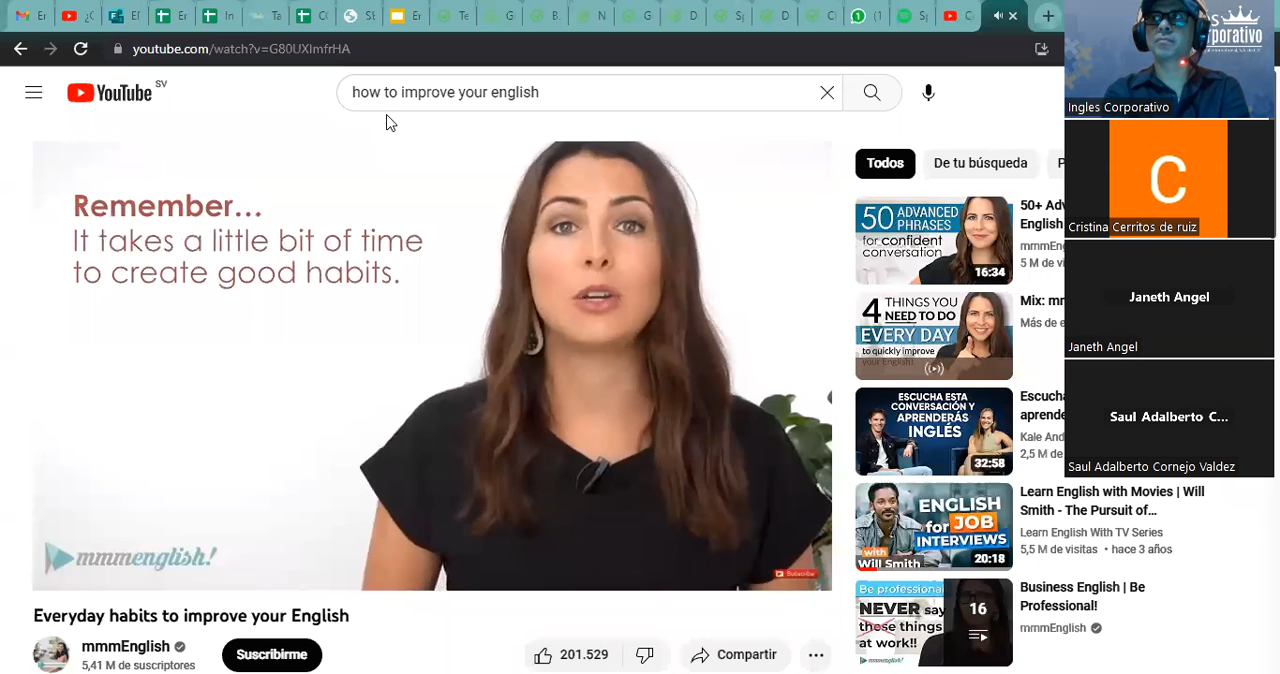 youtube.com/watch?v=G80UXImfrHA
YouTube SV
how to improve your english
Remember...
It takes a little bit of time
to create good habits.
mmmenglish!
Subscribe
Everyday habits to improve your English
mmmEnglish
5,41 M de suscriptores
Suscribirme
201.529
Compartir
Todos
De tu búsqueda
50 ADVANCED
PHRASES
for confident
conversation
16:34
50+ Adv
English
mmmEn
5 M de vi
4 THINGS YOU
NEED TO DO
EVERY DAY
to quickly improve
your English!
Mix: mr
Más de e
ESCUCHA ESTA
CONVERSACIÓN Y
APRENDERÁS
INGLÉS
32:58
Escucha
aprende
Kale And
2,5 M de
ENGLISH
for JOB
INTERVIEWS
with
Will Smith
20:18
Learn English with Movies | Will
Smith - The Pursuit of...
Learn English With TV Series
5,5 M de visitas • hace 3 años
Be professional!
NEVER say
these things
at work!!
mmmenglish!
16
Business English | Be
Professional!
mmmEnglish
rporativo
Ingles Corporativo
C
Cristina Cerritos de ruiz
Janeth Angel
Janeth Angel
Saul Adalberto C...
Saul Adalberto Cornejo Valdez